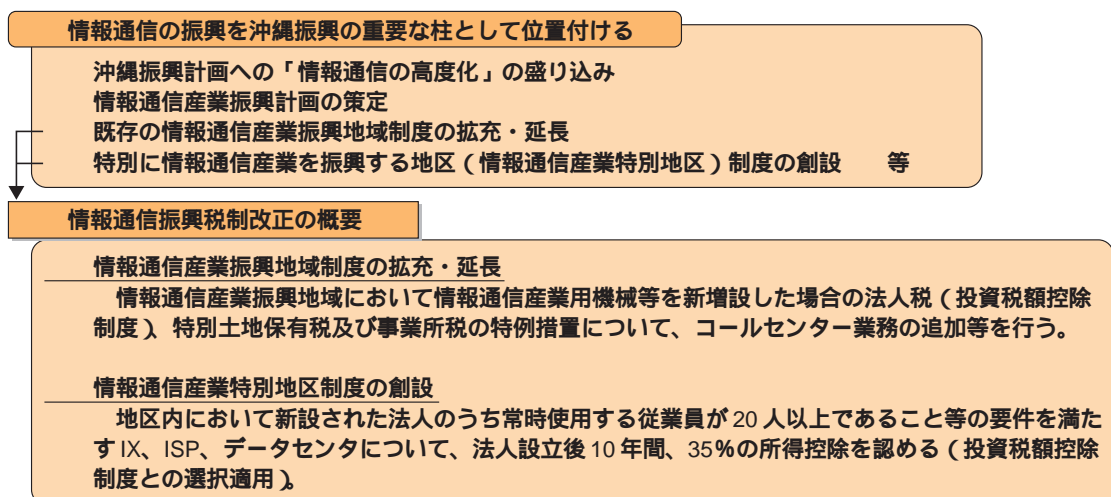 情報通信の振興を沖縄振興の重要な柱として位置付ける
沖縄振興計画への「情報通信の高度化」の盛り込み
情報通信産業振興計画の策定
既存の情報通信産業振興地域制度の拡充・延長
特別に情報通信産業を振興する地区(情報通信産業特別地区)制度の創設 等
情報通信振興税制改正の概要
情報通信産業振興地域制度の拡充・延長
情報通信産業振興地域において情報通信産業用機械等を新増設した場合の法人税(投資税額控除
制度)、特別土地保有税及び事業所税の特例措置について、コールセンター業務の追加等を行う。
情報通信産業特別地区制度の創設
地区内において新設された法人のうち常時使用する従業員が20人以上であること等の要件を満た
すIX、ISP、データセンタについて、法人設立後10年間、35%の所得控除を認める(投資税額控除
制度との選択適用)。